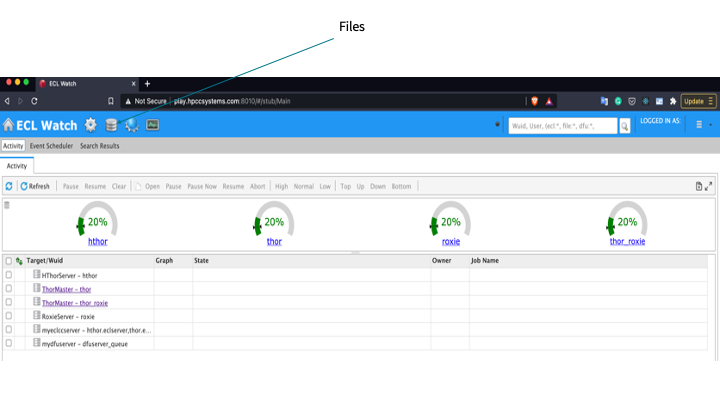 Files
ECL Watch
Not Secure play.hpccsystems.com:8010/#/stub/Main
Update
ECL Watch
Wuid, User, (ecl:*, file:*, dfu:*,
LOGGED IN AS:
Activity Event Scheduler Search Results
Activity
Refresh Pause Resume Clear Open Pause Pause Now Resume Abort High Normal Low Top Up Down Bottom
20% 20% 20% 20%
hthor thor roxie thor_roxie
Target/Wuid Graph State Owner Job Name
HThorServer - hthor
ThorMaster - thor
ThorMaster - thor_roxie
RoxieServer - roxie
myeclccserver - hthor.eclserver,thor.e...
mydfuserver - dfuserver_queue